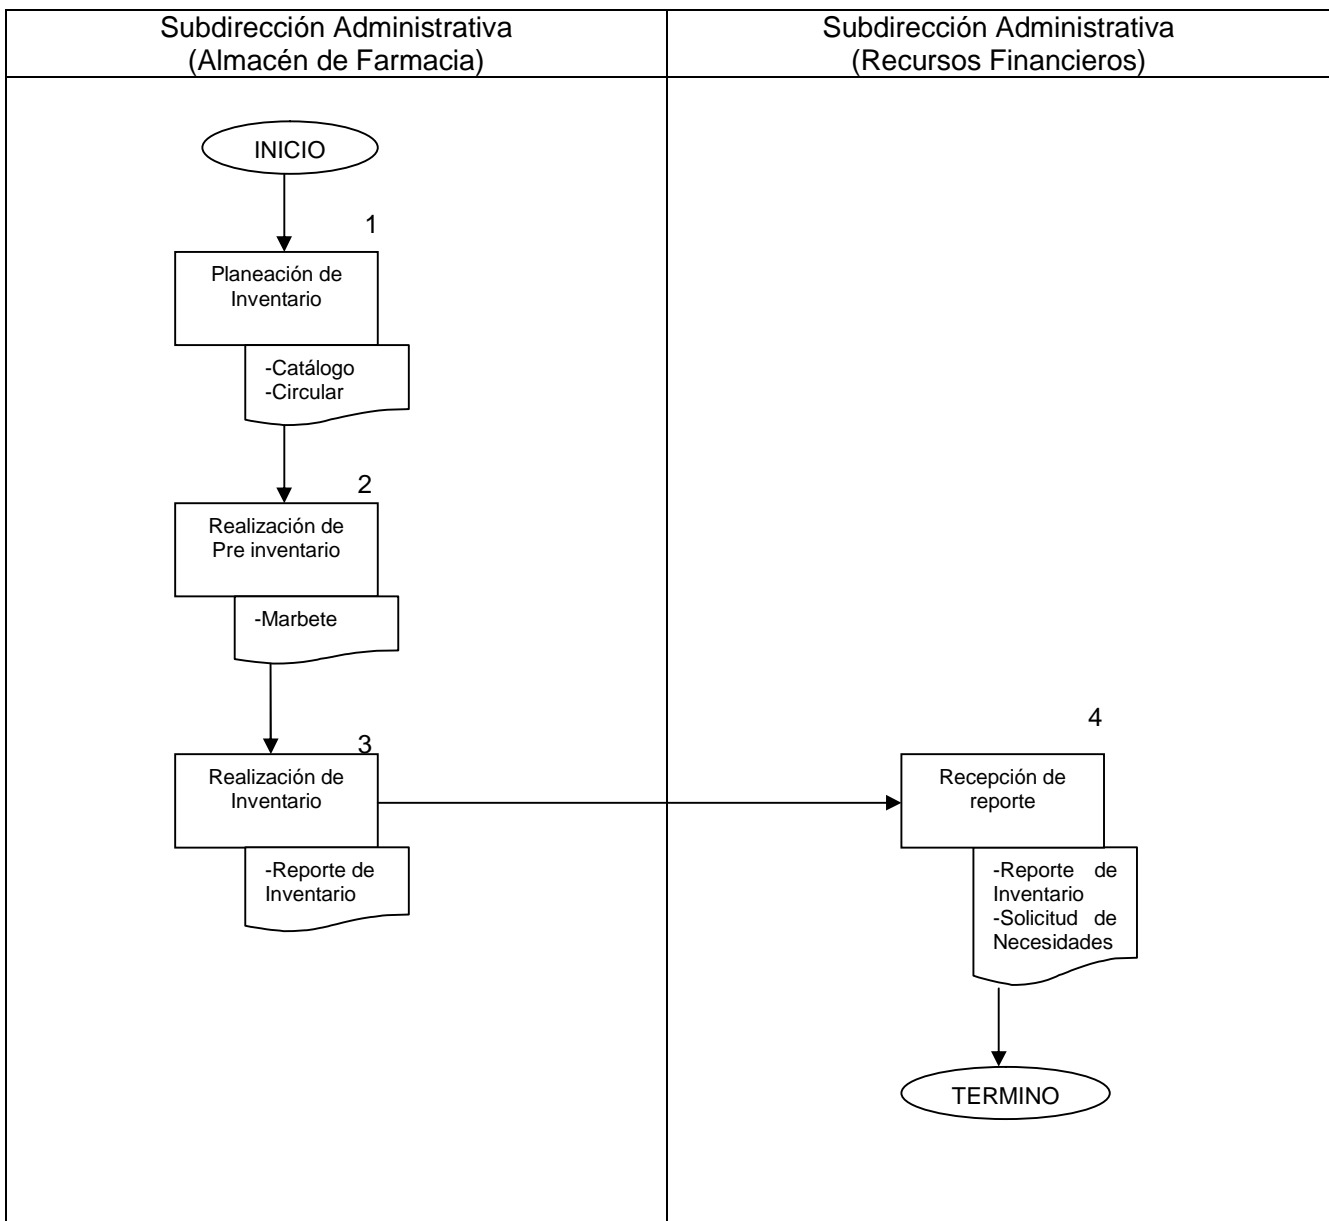 Subdirección Administrativa
(Almacén de Farmacia)
Subdirección Administrativa
(Recursos Financieros)
INICIO
1
Planeación de
Inventario
-Catálogo
-Circular
2
Realización de
Pre inventario
-Marbete
3
Realización de
Inventario
-Reporte de
Inventario
4
Recepción de
reporte
-Reporte de
Inventario
-Solicitud de
Necesidades
TERMINO